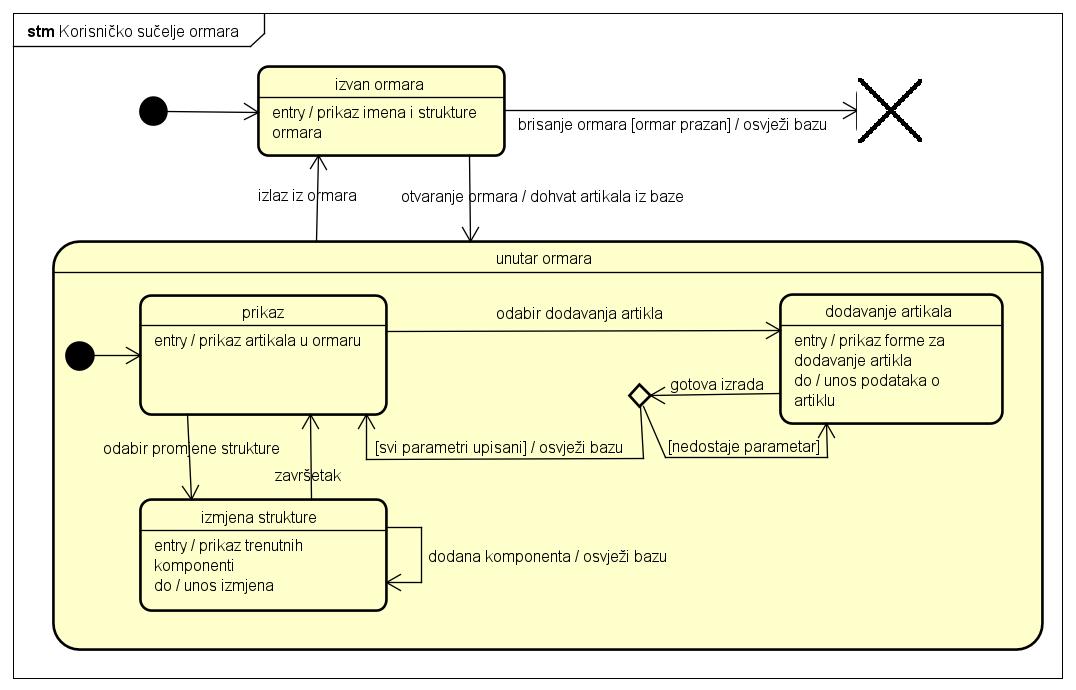 stm Korisničko sučelje ormara
izvan ormara
entry / prikaz imena i strukture
ormara
brisanje ormara [ormar prazan] / osvježi bazu
izlaz iz ormara
otvaranje ormara / dohvat artikala iz baze
unutar ormara
prikaz
entry / prikaz artikala u ormaru
odabir dodavanja artikla
dodavanje artikala
entry / prikaz forme za
dodavanje artikla
do / unos podataka o
artiklu
gotova izrada
[svi parametri upisani] / osvježi bazu
[nedostaje parametar]
odabir promjene strukture
završetak
izmjena strukture
entry / prikaz trenutnih
komponenti
do / unos izmjena
dodana komponenta / osvježi bazu